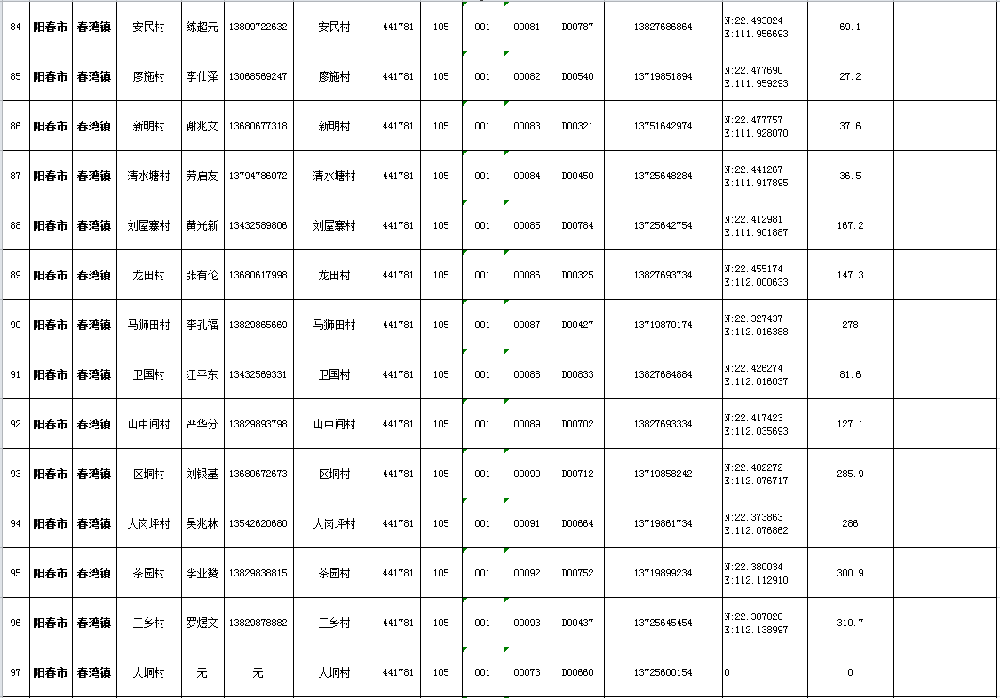 84 阳春市 春湾镇 安民村 练超元 13809722632 安民村 441781 105 001 00081 D00787 13827686864 N:22.493024 69.1
E:111.956693
85 阳春市 春湾镇 廖施村 李仕泽 13068569247 廖施村 441781 105 001 00082 D00540 13719851894 N:22.477690 27.2
E:111.959293
86 阳春市 春湾镇 新明村 谢兆文 13680677318 新明村 441781 105 001 00083 D00321 13751642974 N:22.477757 37.6
E:111.928070
87 阳春市 春湾镇 清水塘村 劳启友 13794786072 清水塘村 441781 105 001 00084 D00450 13725648284 N:22.441267 36.5
E:111.917895
88 阳春市 春湾镇 刘屋寨村 黄光新 13432589806 刘屋寨村 441781 105 001 00085 D00784 13725642754 N:22.412981 167.2
E:111.901887
89 阳春市 春湾镇 龙田村 张有伦 13680617998 龙田村 441781 105 001 00086 D00325 13827693734 N:22.455174 147.3
E:112.000633
90 阳春市 春湾镇 马狮田村 李孔福 13829865669 马狮田村 441781 105 001 00087 D00427 13719870174 N:22.327437 278
E:112.016388
91 阳春市 春湾镇 卫国村 江平东 13432569331 卫国村 441781 105 001 00088 D00833 13827684884 N:22.426274 81.6
E:112.016037
92 阳春市 春湾镇 山中间村 严华分 13829893798 山中间村 441781 105 001 00089 D00702 13827693334 N:22.417423 127.1
E:112.035693
93 阳春市 春湾镇 区垌村 刘银基 13680672673 区垌村 441781 105 001 00090 D00712 13719858242 N:22.402272 285.9
E:112.076717
94 阳春市 春湾镇 大岗坪村 吴兆林 13542620680 大岗坪村 441781 105 001 00091 D00664 13719861734 N:22.373863 286
E:112.076862
95 阳春市 春湾镇 茶园村 李业赞 13829838815 茶园村 441781 105 001 00092 D00752 13719899234 N:22.380034 300.9
E:112.112910
96 阳春市 春湾镇 三乡村 罗煜文 13829878882 三乡村 441781 105 001 00093 D00437 13725645454 N:22.387028 310.7
E:112.138997
97 阳春市 春湾镇 大垌村 无 无 大垌村 441781 105 001 00073 D00660 13725600154 0 0